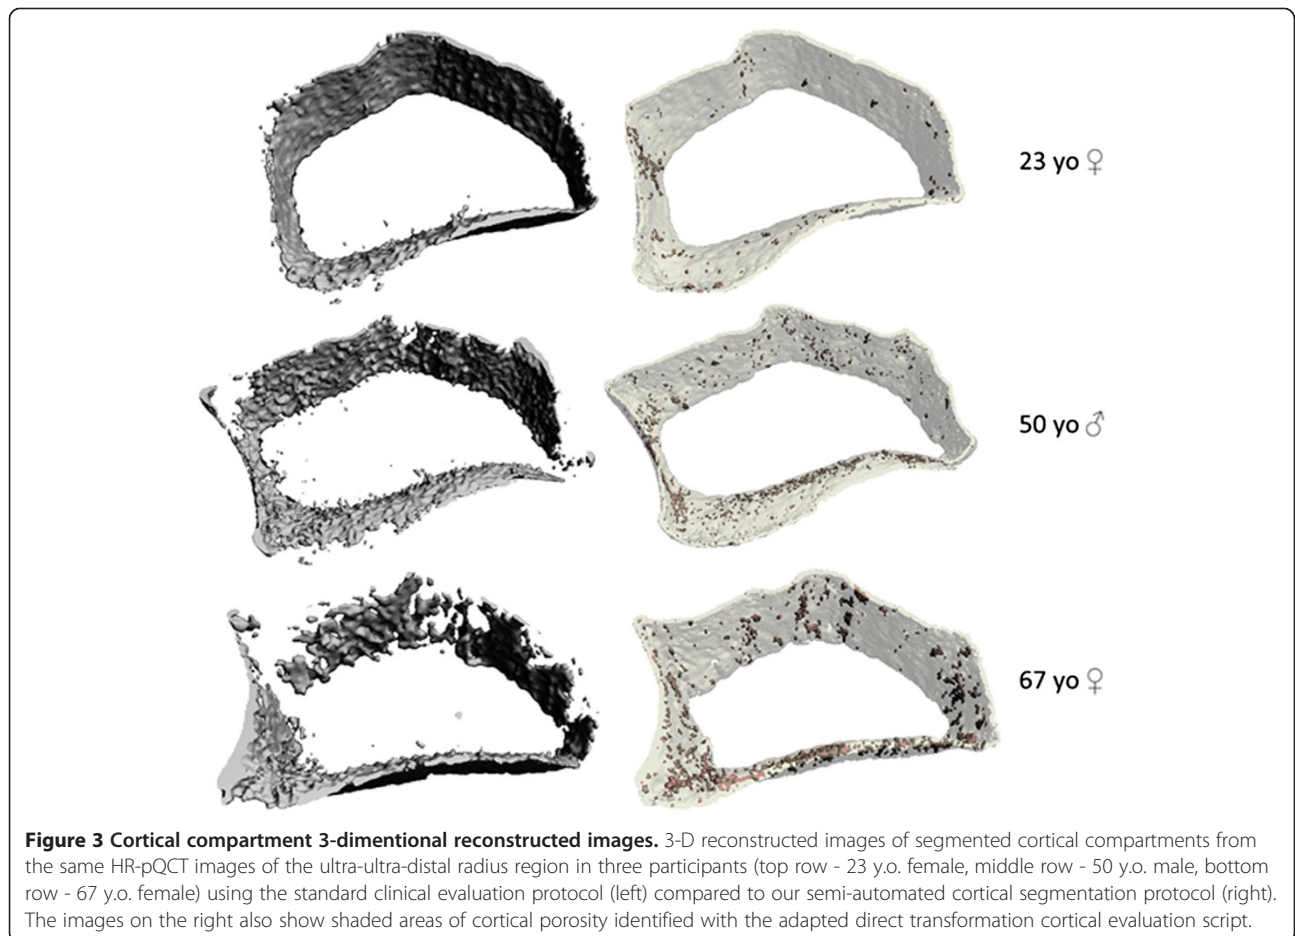 23 yo ♀
50 yo ♂
67 yo ♀
Figure 3 Cortical compartment 3-dimentional reconstructed images. 3-D reconstructed images of segmented cortical compartments from
the same HR-pQCT images of the ultra-ultra-distal radius region in three participants (top row - 23 y.o. female, middle row - 50 y.o. male, bottom
row - 67 y.o. female) using the standard clinical evaluation protocol (left) compared to our semi-automated cortical segmentation protocol (right).
The images on the right also show shaded areas of cortical porosity identified with the adapted direct transformation cortical evaluation script.